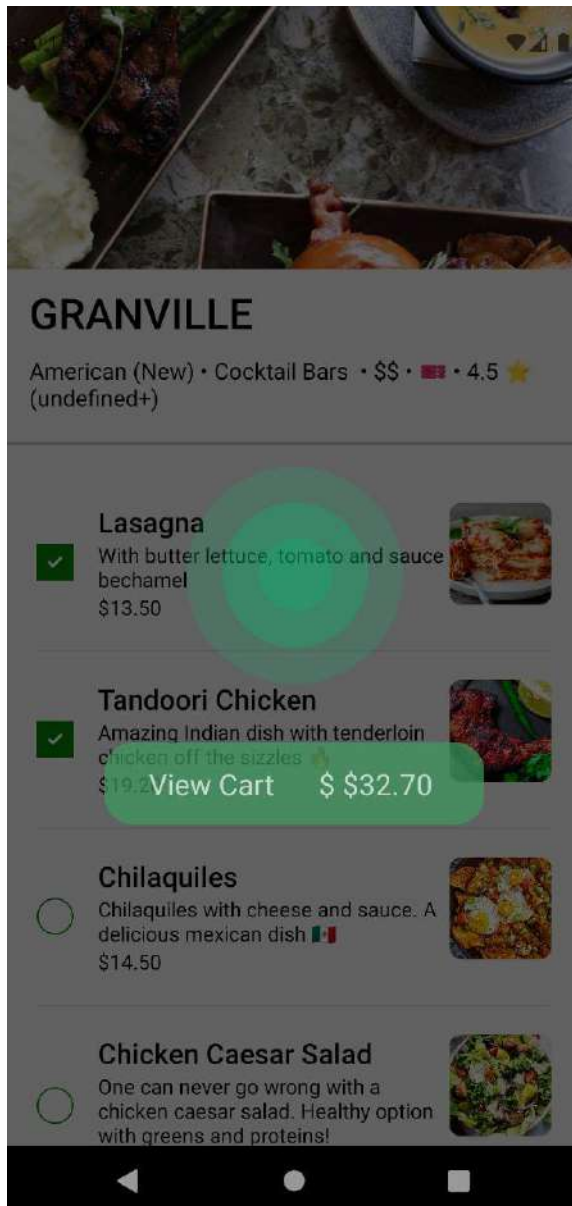 GRANVILLE
American (New) • Cocktail Bars • $$ • 🎟 • 4.5 ⭐
(undefined+)
Lasagna
With butter lettuce, tomato and sauce
bechamel
$13.50
Tandoori Chicken
Amazing Indian dish with tenderloin
chicken off the sizzles 🔥
$19.2
View Cart $ $32.70
Chilaquiles
Chilaquiles with cheese and sauce. A
delicious mexican dish 🇲🇽
$14.50
Chicken Caesar Salad
One can never go wrong with a
chicken caesar salad. Healthy option
with greens and proteins!